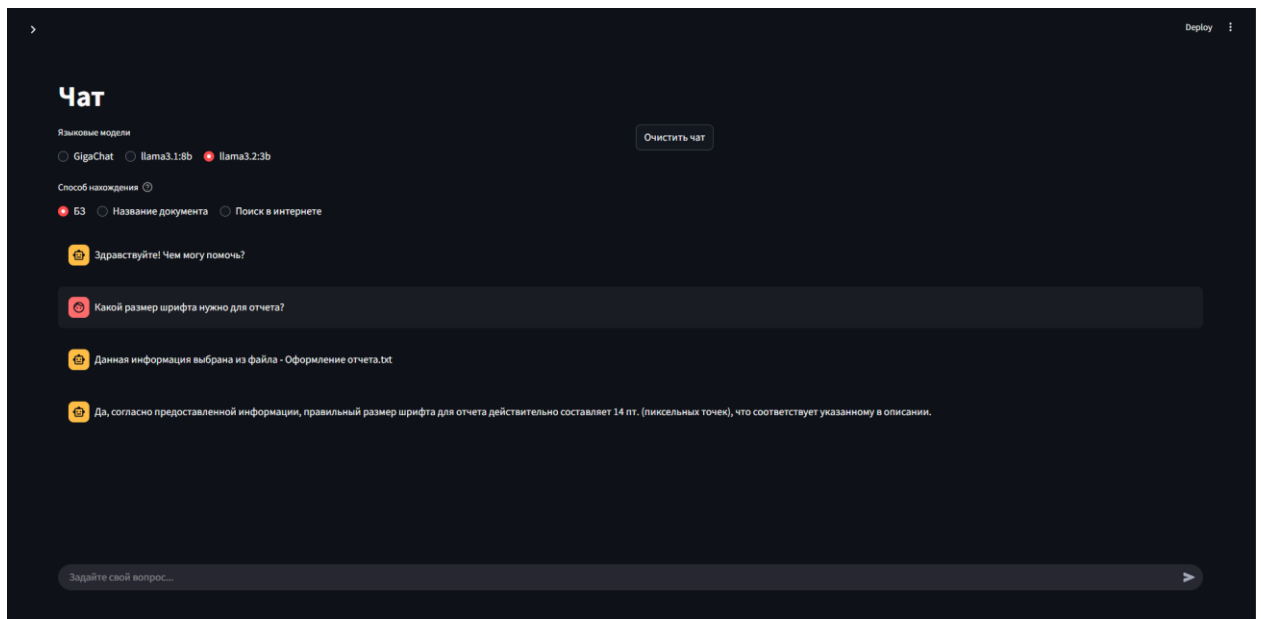 Deploy
Чат
Языковые модели
Очистить чат
GigaChat llama3.1:8b llama3.2:3b
Способ нахождения
БЗ Название документа Поиск в интернете
Здравствуйте! Чем могу помочь?
Какой размер шрифта нужно для отчета?
Данная информация выбрана из файла - Оформление отчета.txt
Да, согласно предоставленной информации, правильный размер шрифта для отчета действительно составляет 14 пт. (пиксельных точек), что соответствует указанному в описании.
Задайте свой вопрос...